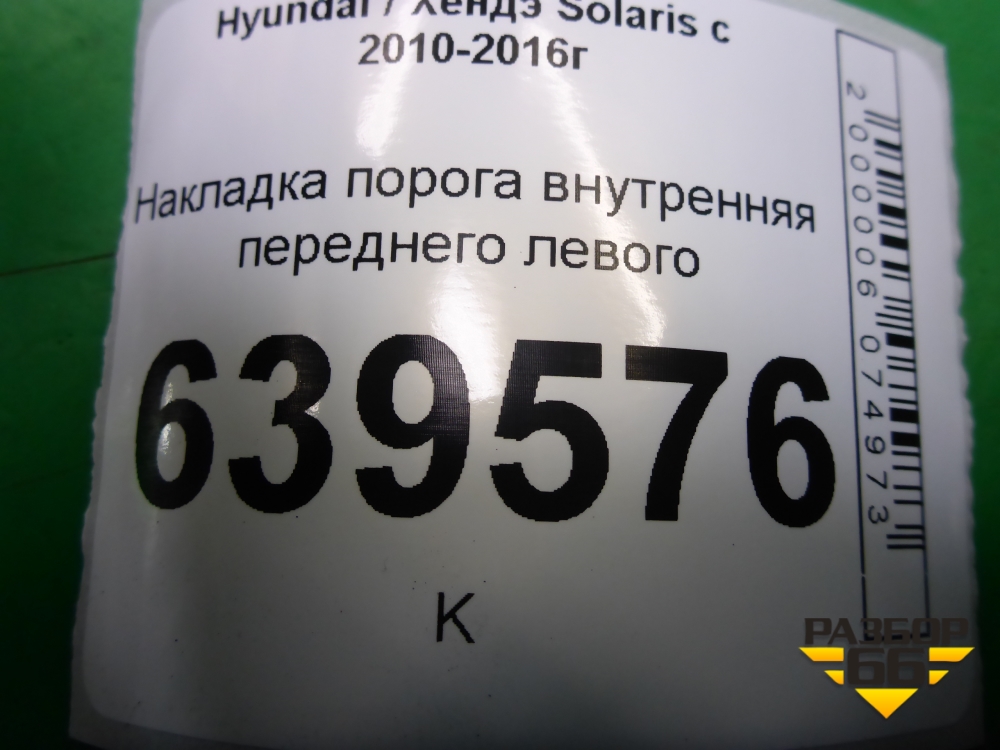 Hyundai / Хендэ Solaris с
2010-2016г
Накладка порога внутренняя
переднего левого
639576
К
2000006074973
РАЗБОР
66